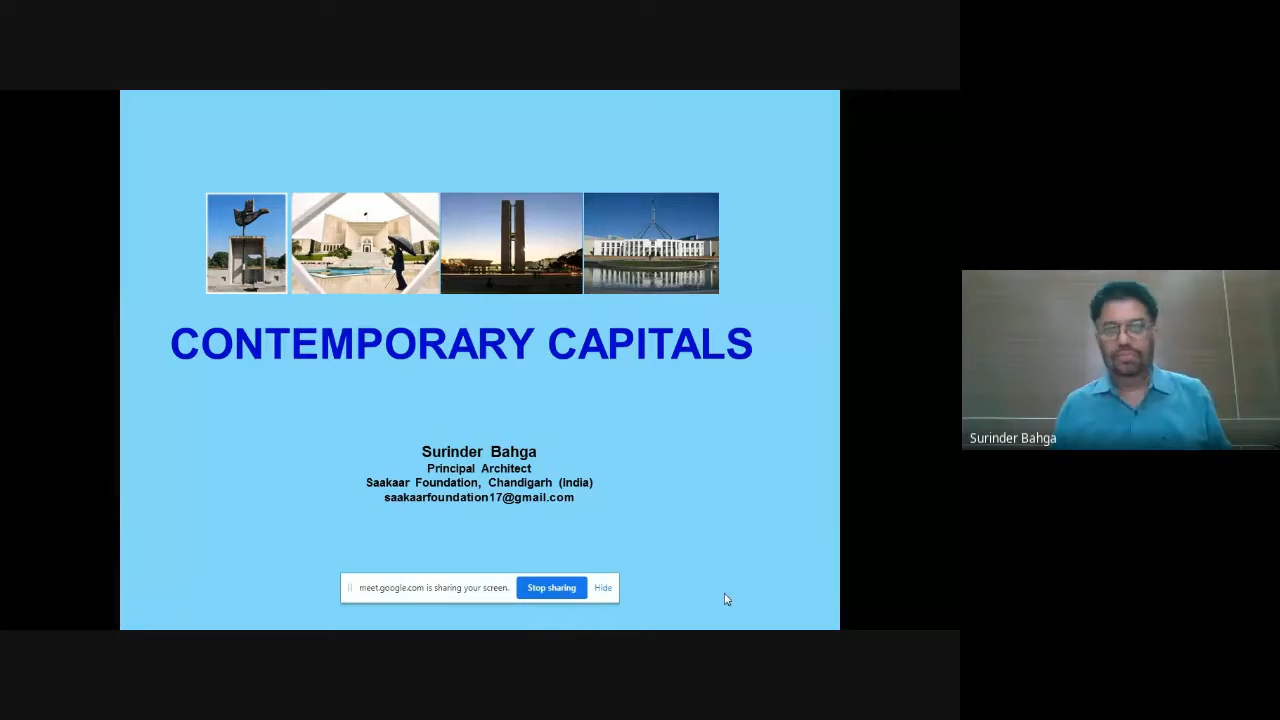 CONTEMPORARY CAPITALS
Surinder Bahga
Principal Architect
Saakaar Foundation, Chandigarh (India)
saakaarfoundation17@gmail.com
meet.google.com is sharing your screen.
Stop sharing
Hide
Surinder Bahga